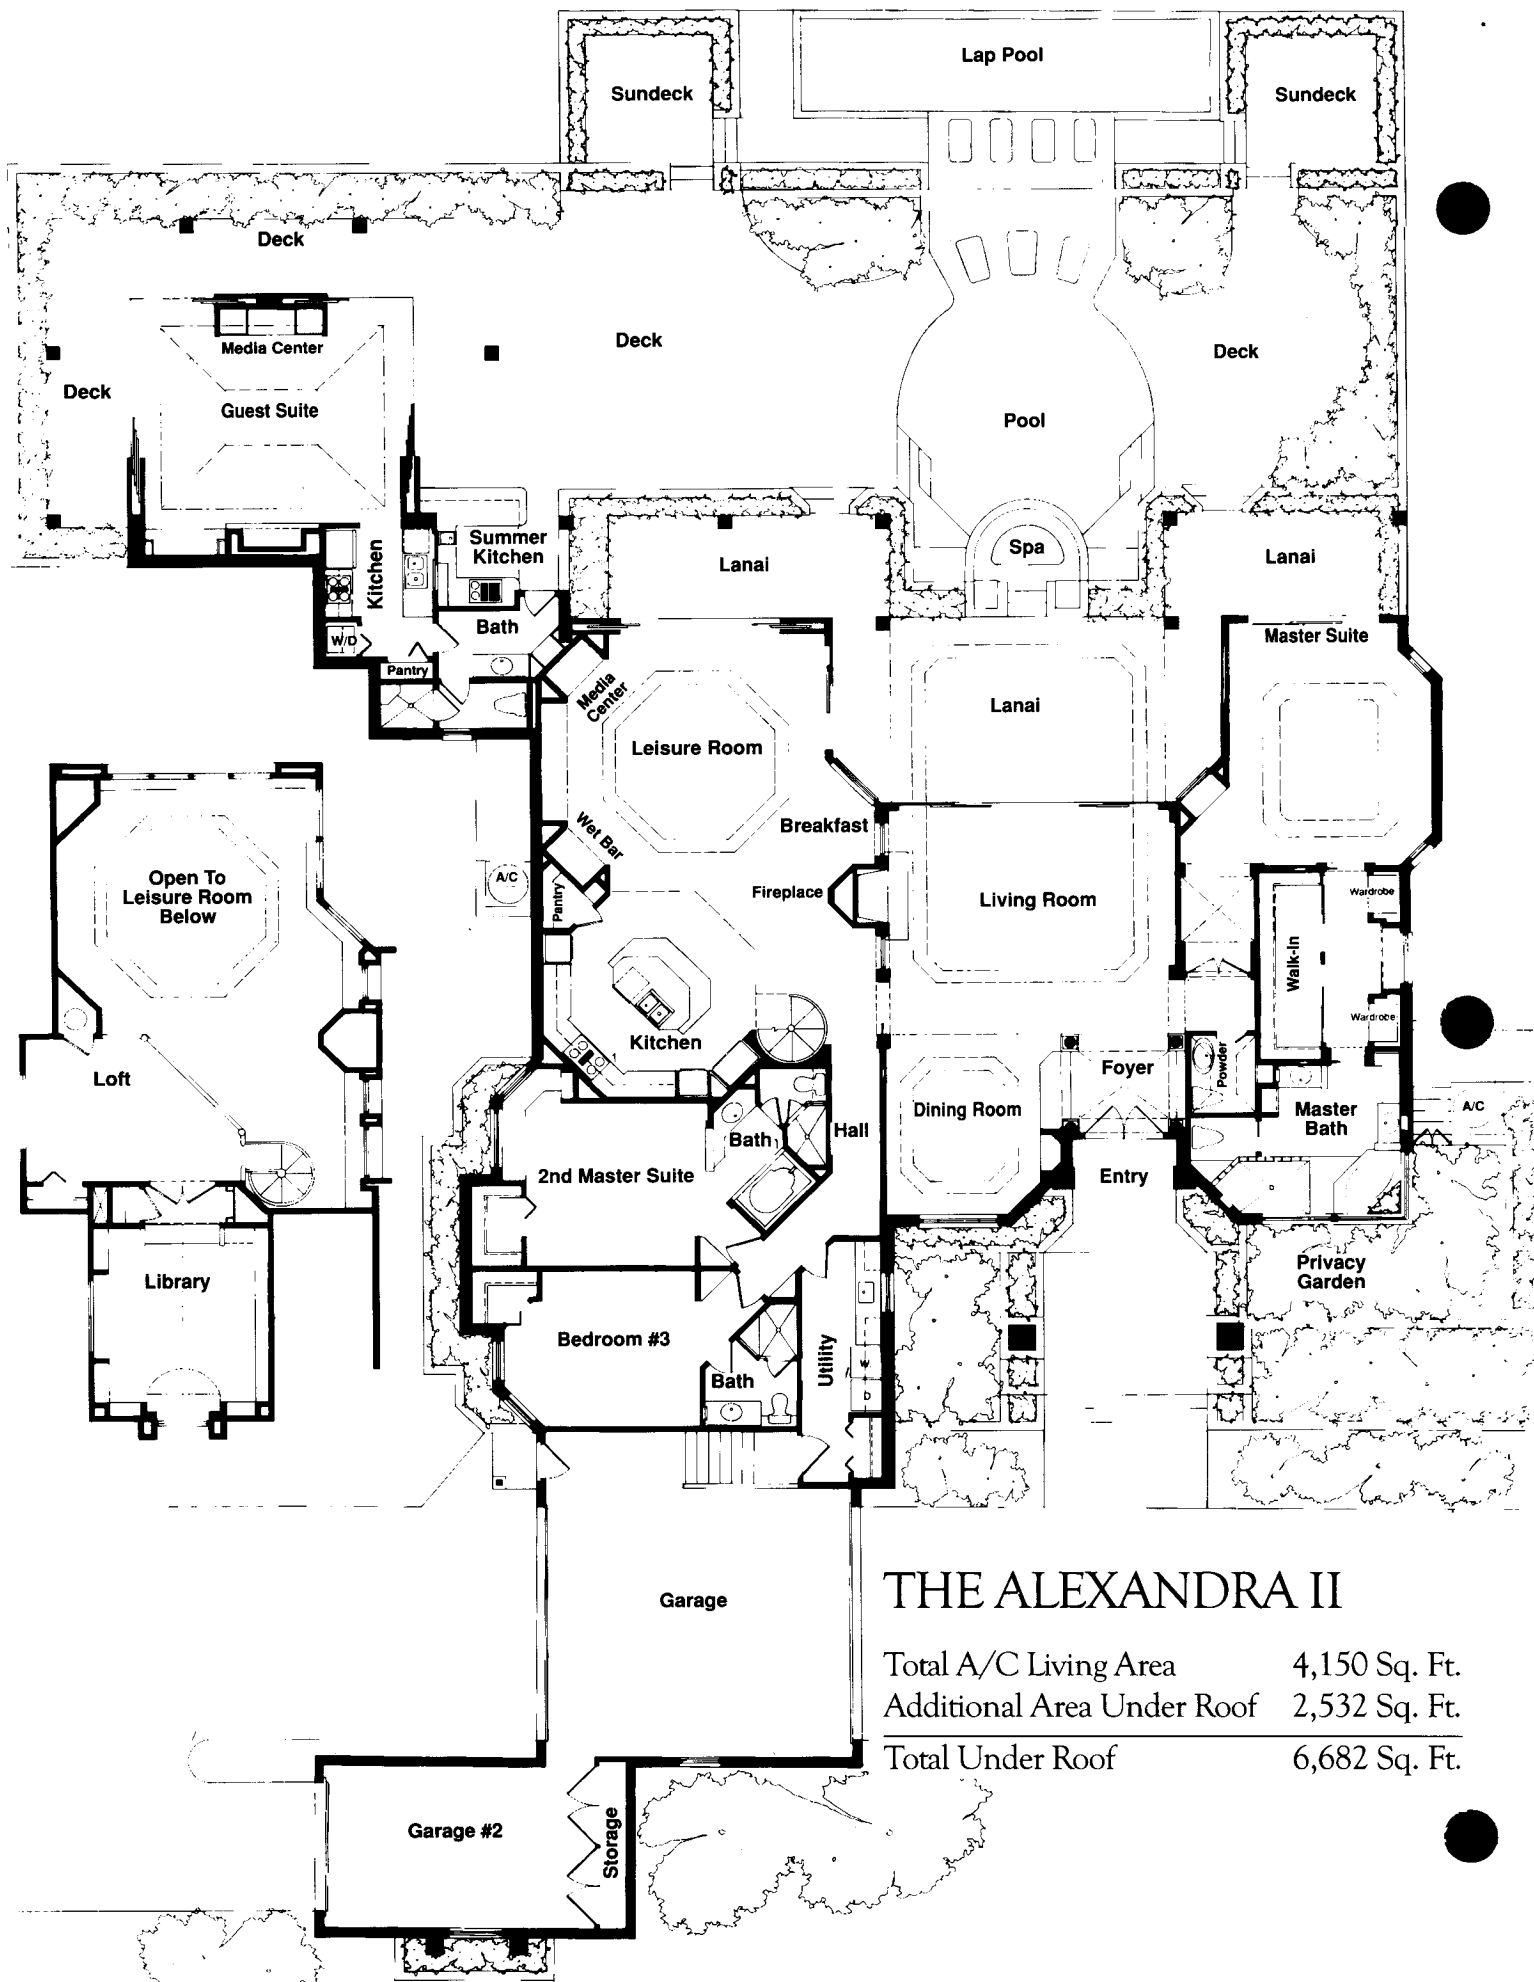 Lap Pool
Sundeck
Sundeck
Deck
Deck
Media Center
Deck
Deck
Guest Suite
Pool
Summer
Kitchen
Kitchen
Lanai
Spa
Lanai
W/D
Bath
Pantry
Master Suite
Media
Center
Lanai
Leisure Room
Wet Bar
Breakfast
Open To
Leisure Room
Below
A/C
Pantry
Fireplace
Living Room
Wardrobe
Walk-In
Wardrobe
Kitchen
Loft
Foyer
Powder
Dining Room
Master
Bath
A/C
Bath
Hall
2nd Master Suite
Entry
Library
Privacy
Garden
Bedroom #3
Utility
W
D
Bath
Garage
THE ALEXANDRA II
Total A/C Living Area 4,150 Sq. Ft.
Additional Area Under Roof 2,532 Sq. Ft.
Total Under Roof 6,682 Sq. Ft.
Garage #2
Storage